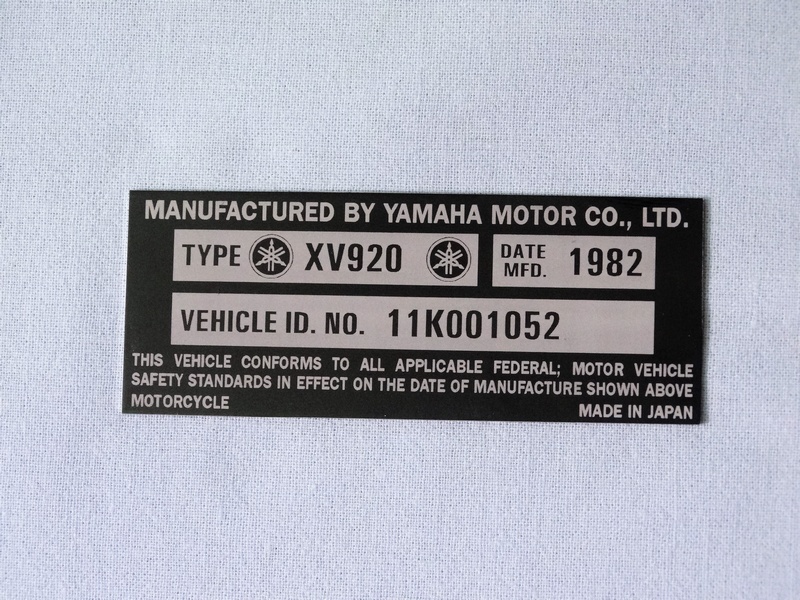 MANUFACTURED BY YAMAHA MOTOR CO., LTD.
TYPE XV920 DATE MFD. 1982
VEHICLE ID. NO. 11K001052
THIS VEHICLE CONFORMS TO ALL APPLICABLE FEDERAL; MOTOR VEHICLE
SAFETY STANDARDS IN EFFECT ON THE DATE OF MANUFACTURE SHOWN ABOVE
MOTORCYCLE MADE IN JAPAN